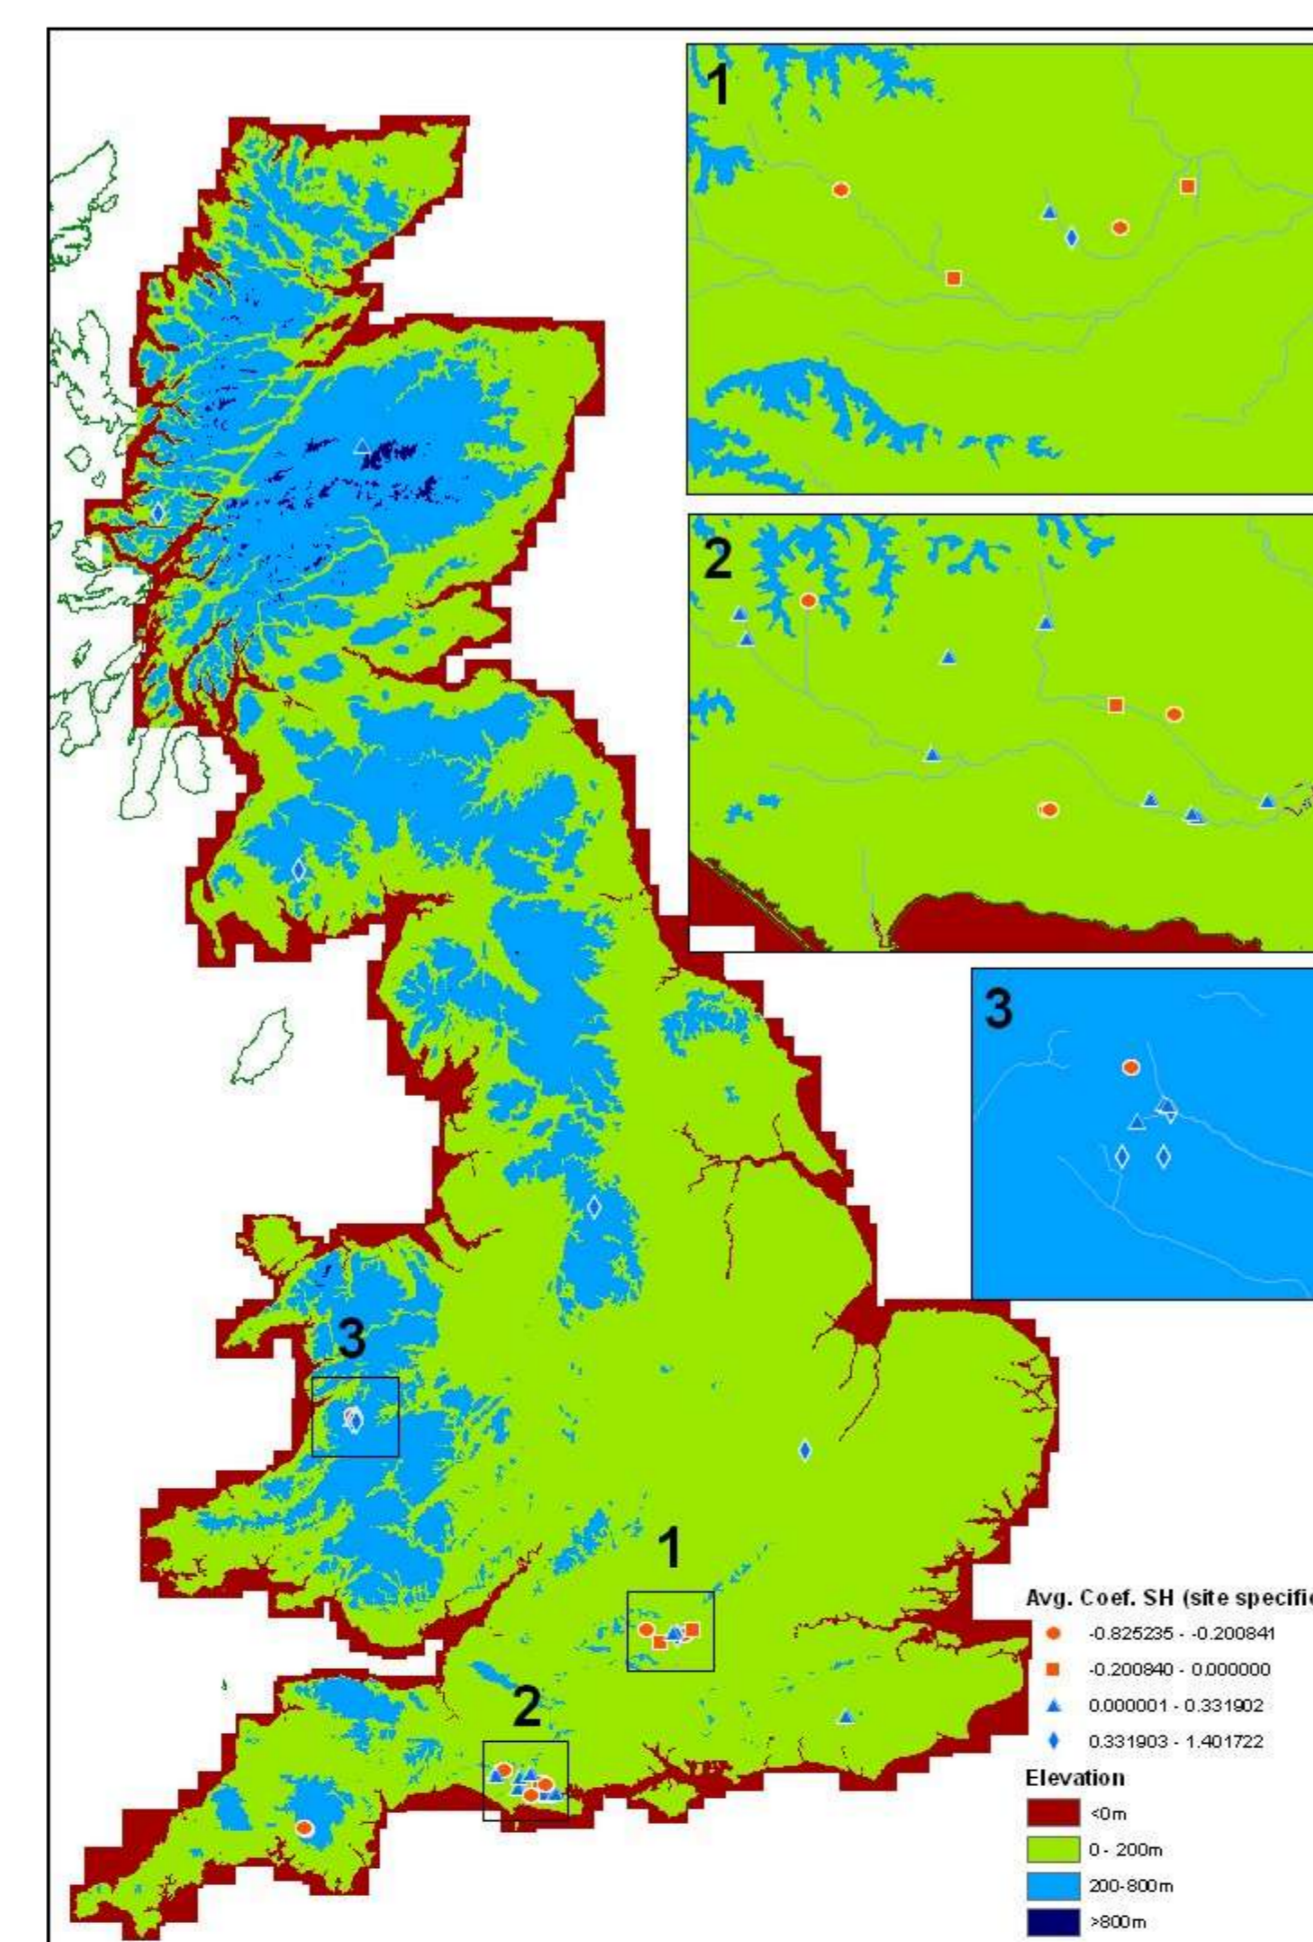 1
2
3
3
1
2
Avg. Coef. SH (site specific
-0.825235 - -0.200841
-0.200840 - 0.000000
0.000001 - 0.331902
0.331903 - 1.401722
Elevation
<0m
0 - 200m
200-800m
>800m